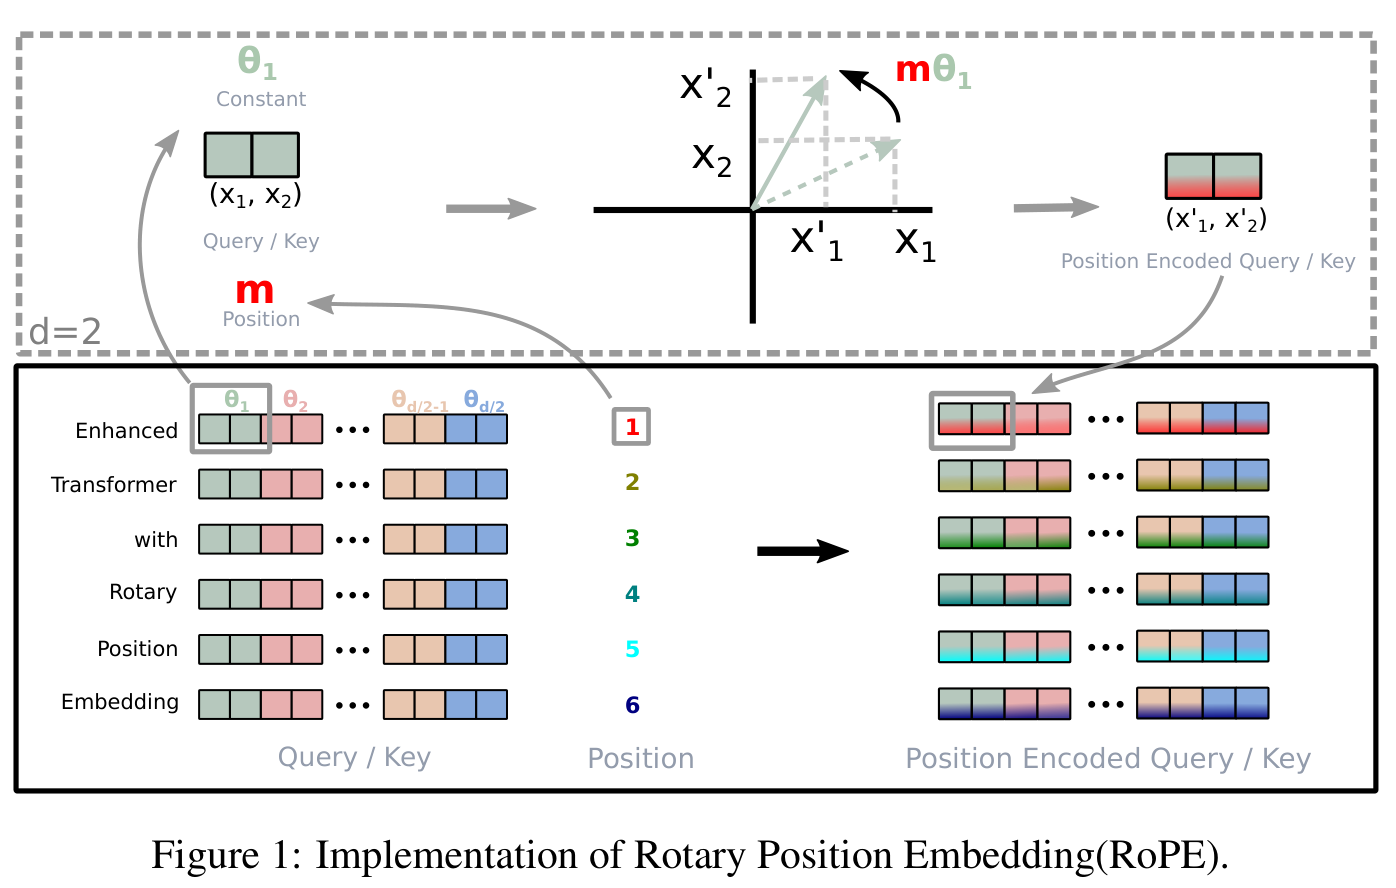 θ1
Constant
(x1, x2)
Query / Key
m
Position
d=2
x'2
x2
x'1
x1
mθ1
(x'1, x'2)
Position Encoded Query / Key
θ1 θ2 θd/2-1 θd/2
Enhanced ••• 1 •••
Transformer ••• 2 •••
with ••• 3 •••
Rotary ••• 4 •••
Position ••• 5 •••
Embedding ••• 6 •••
Query / Key Position Position Encoded Query / Key
Figure 1: Implementation of Rotary Position Embedding(RoPE).